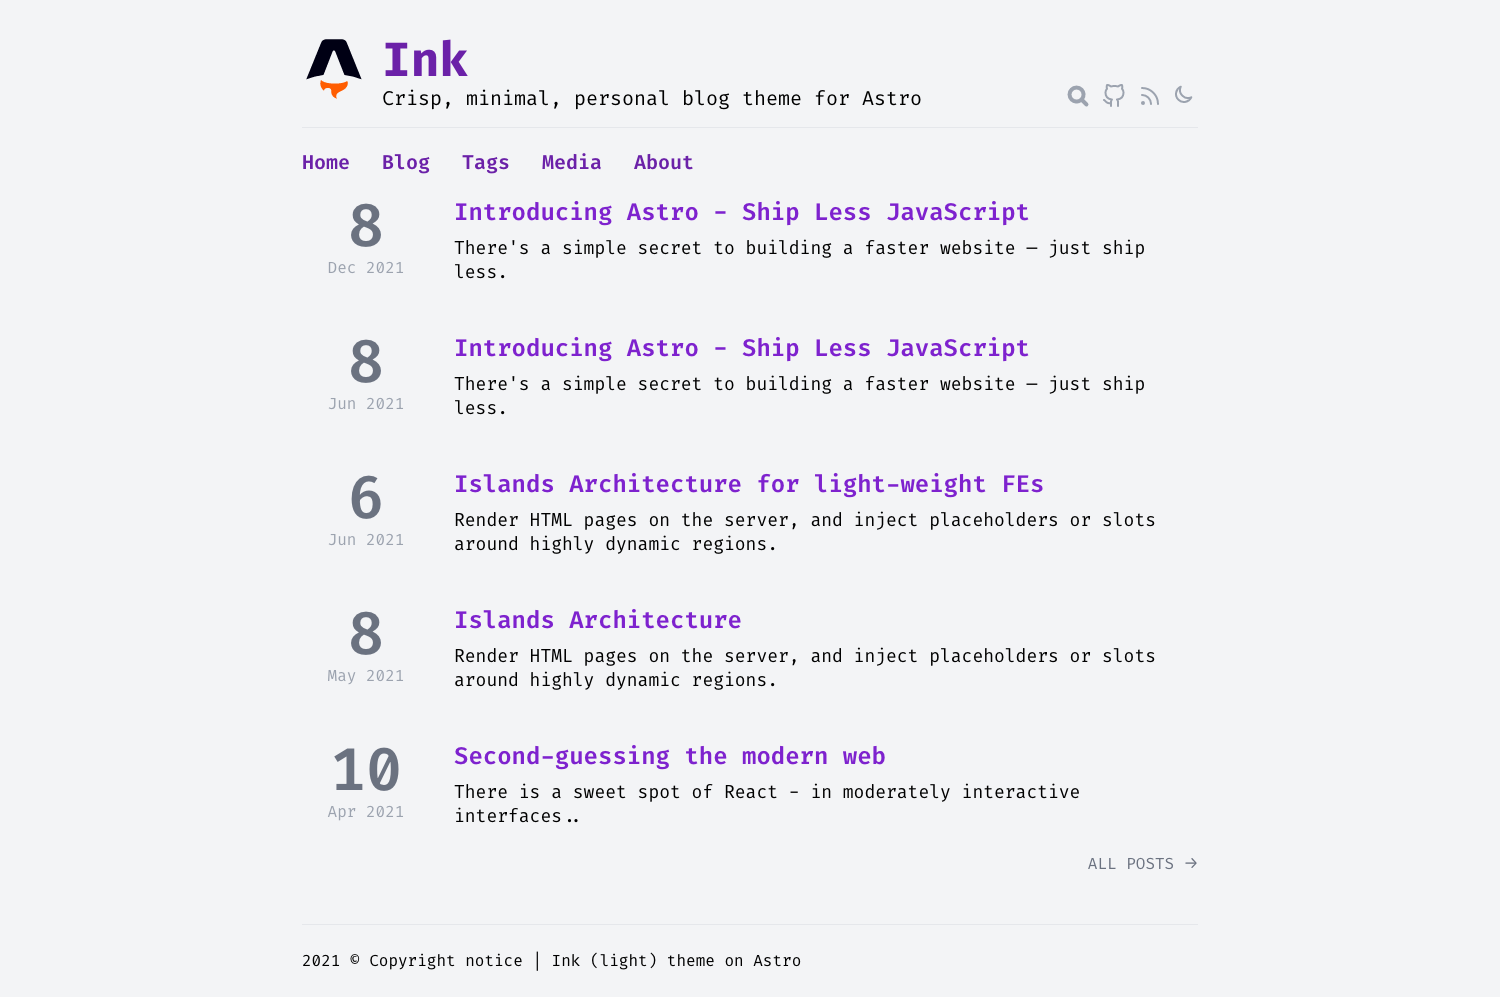 Ink
Crisp, minimal, personal blog theme for Astro
Home Blog Tags Media About
8
Dec 2021
Introducing Astro - Ship Less JavaScript
There's a simple secret to building a faster website — just ship
less.
8
Jun 2021
Introducing Astro - Ship Less JavaScript
There's a simple secret to building a faster website — just ship
less.
6
Jun 2021
Islands Architecture for light-weight FEs
Render HTML pages on the server, and inject placeholders or slots
around highly dynamic regions.
8
May 2021
Islands Architecture
Render HTML pages on the server, and inject placeholders or slots
around highly dynamic regions.
10
Apr 2021
Second-guessing the modern web
There is a sweet spot of React - in moderately interactive
interfaces..
ALL POSTS →
2021 © Copyright notice | Ink (light) theme on Astro